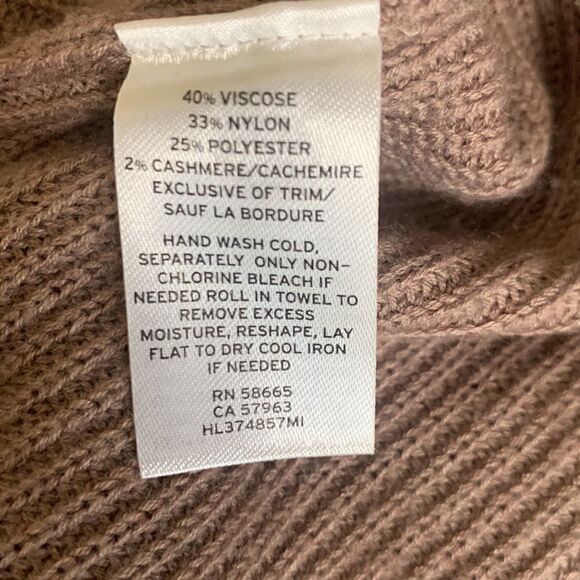 40% VISCOSE
33% NYLON
25% POLYESTER
2% CASHMERE/CACHEMIRE
EXCLUSIVE OF TRIM/
SAUF LA BORDURE
HAND WASH COLD,
SEPARATELY ONLY NON-
CHLORINE BLEACH IF
NEEDED ROLL IN TOWEL TO
REMOVE EXCESS
MOISTURE, RESHAPE, LAY
FLAT TO DRY COOL IRON
IF NEEDED
RN 58665
CA 57963
HL374857MI